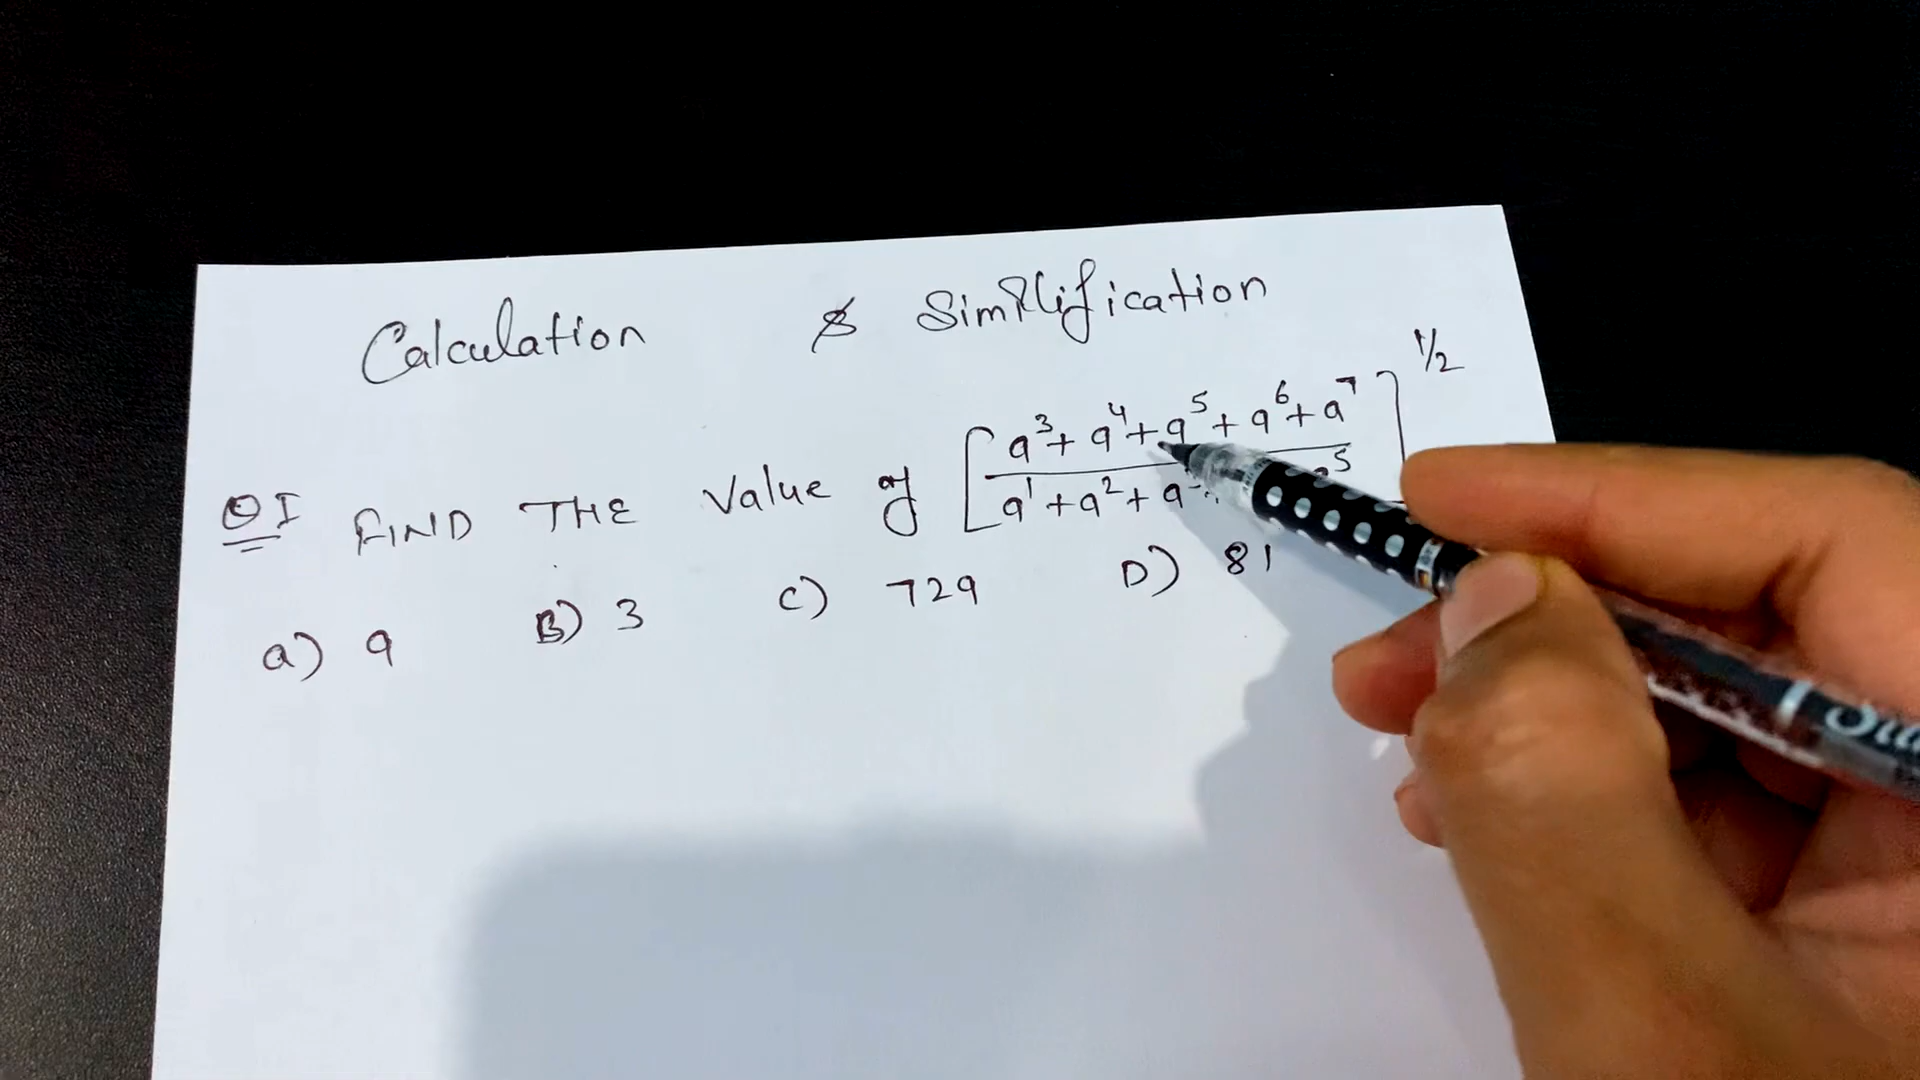 Calculation & Simplification
Q1 FIND THE Value of [9³ + 9⁴ + 9⁵ + 9⁶ + 9⁷ / 9¹ + 9² + 9 5]^1/2
a) 9 B) 3 C) 729 D) 81